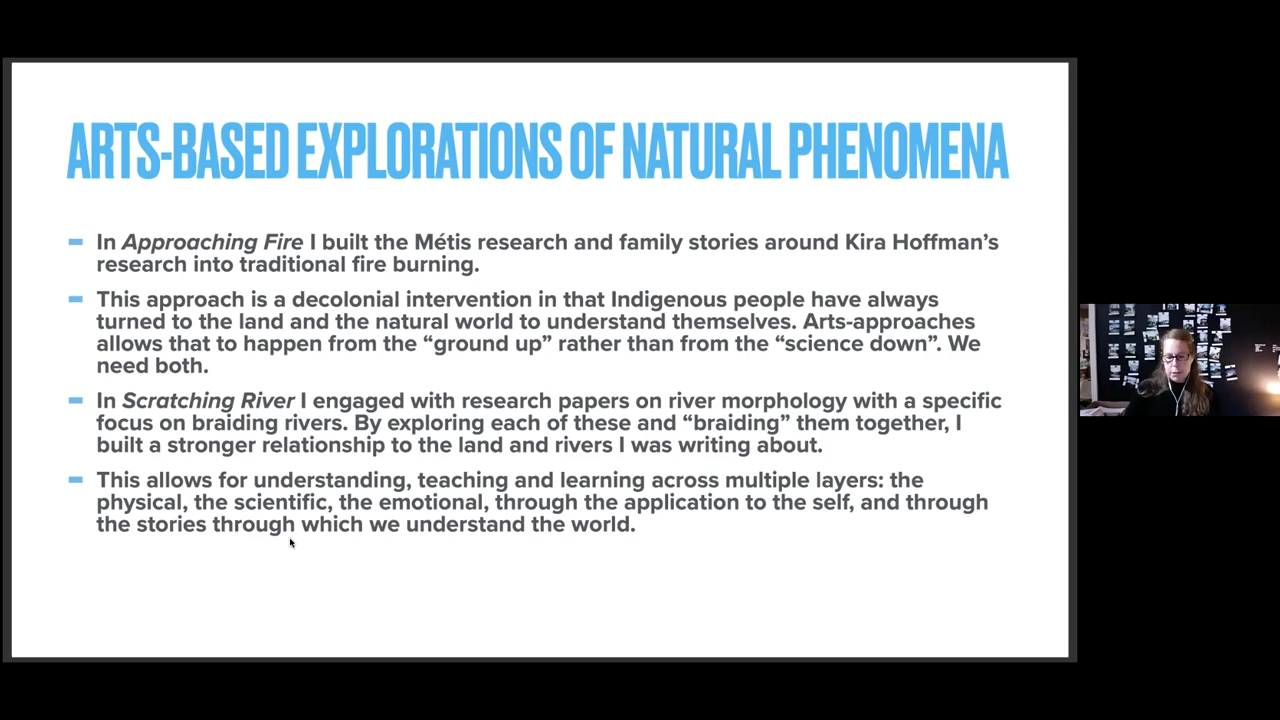 ARTS-BASED EXPLORATIONS OF NATURAL PHENOMENA
In Approaching Fire I built the Métis research and family stories around Kira Hoffman’s
research into traditional fire burning.
This approach is a decolonial intervention in that Indigenous people have always
turned to the land and the natural world to understand themselves. Arts-approaches
allows that to happen from the “ground up” rather than from the “science down”. We
need both.
In Scratching River I engaged with research papers on river morphology with a specific
focus on braiding rivers. By exploring each of these and “braiding” them together, I
built a stronger relationship to the land and rivers I was writing about.
This allows for understanding, teaching and learning across multiple layers: the
physical, the scientific, the emotional, through the application to the self, and through
the stories through which we understand the world.